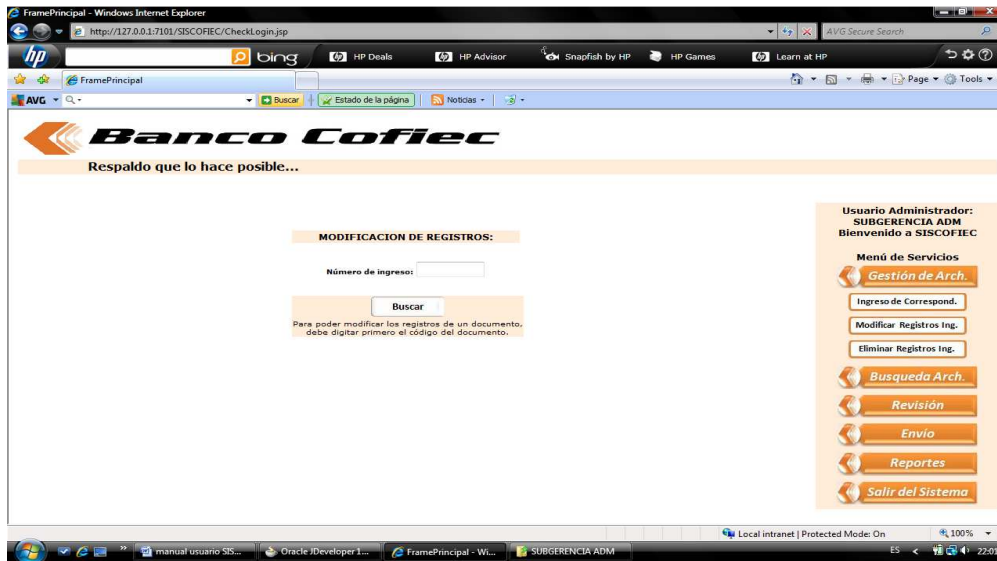 FramePrincipal - Windows Internet Explorer
http://127.0.0.1:7101/SISCOFIEC/CheckLogin.jsp
AVG Secure Search
hp
bing
HP Deals
HP Advisor
Snapfish by HP
HP Games
Learn at HP
FramePrincipal
Page
Tools
AVG
Buscar
Estado de la página
Noticias
Banco Cofiec
Respaldo que lo hace posible...
MODIFICACION DE REGISTROS:
Número de ingreso:
Buscar
Para poder modificar los registros de un documento,
debe digitar primero el código del documento.
Usuario Administrador:
SUBGERENCIA ADM
Bienvenido a SISCOFIEC
Menú de Servicios
Gestión de Arch.
Ingreso de Correspond.
Modificar Registros Ing.
Eliminar Registros Ing.
Busqueda Arch.
Revisión
Envio
Reportes
Salir del Sistema
Local intranet | Protected Mode: On
100%
manual usuario SIS...
Oracle JDeveloper 1...
FramePrincipal - Wi...
SUBGERENCIA ADM
ES
22:01